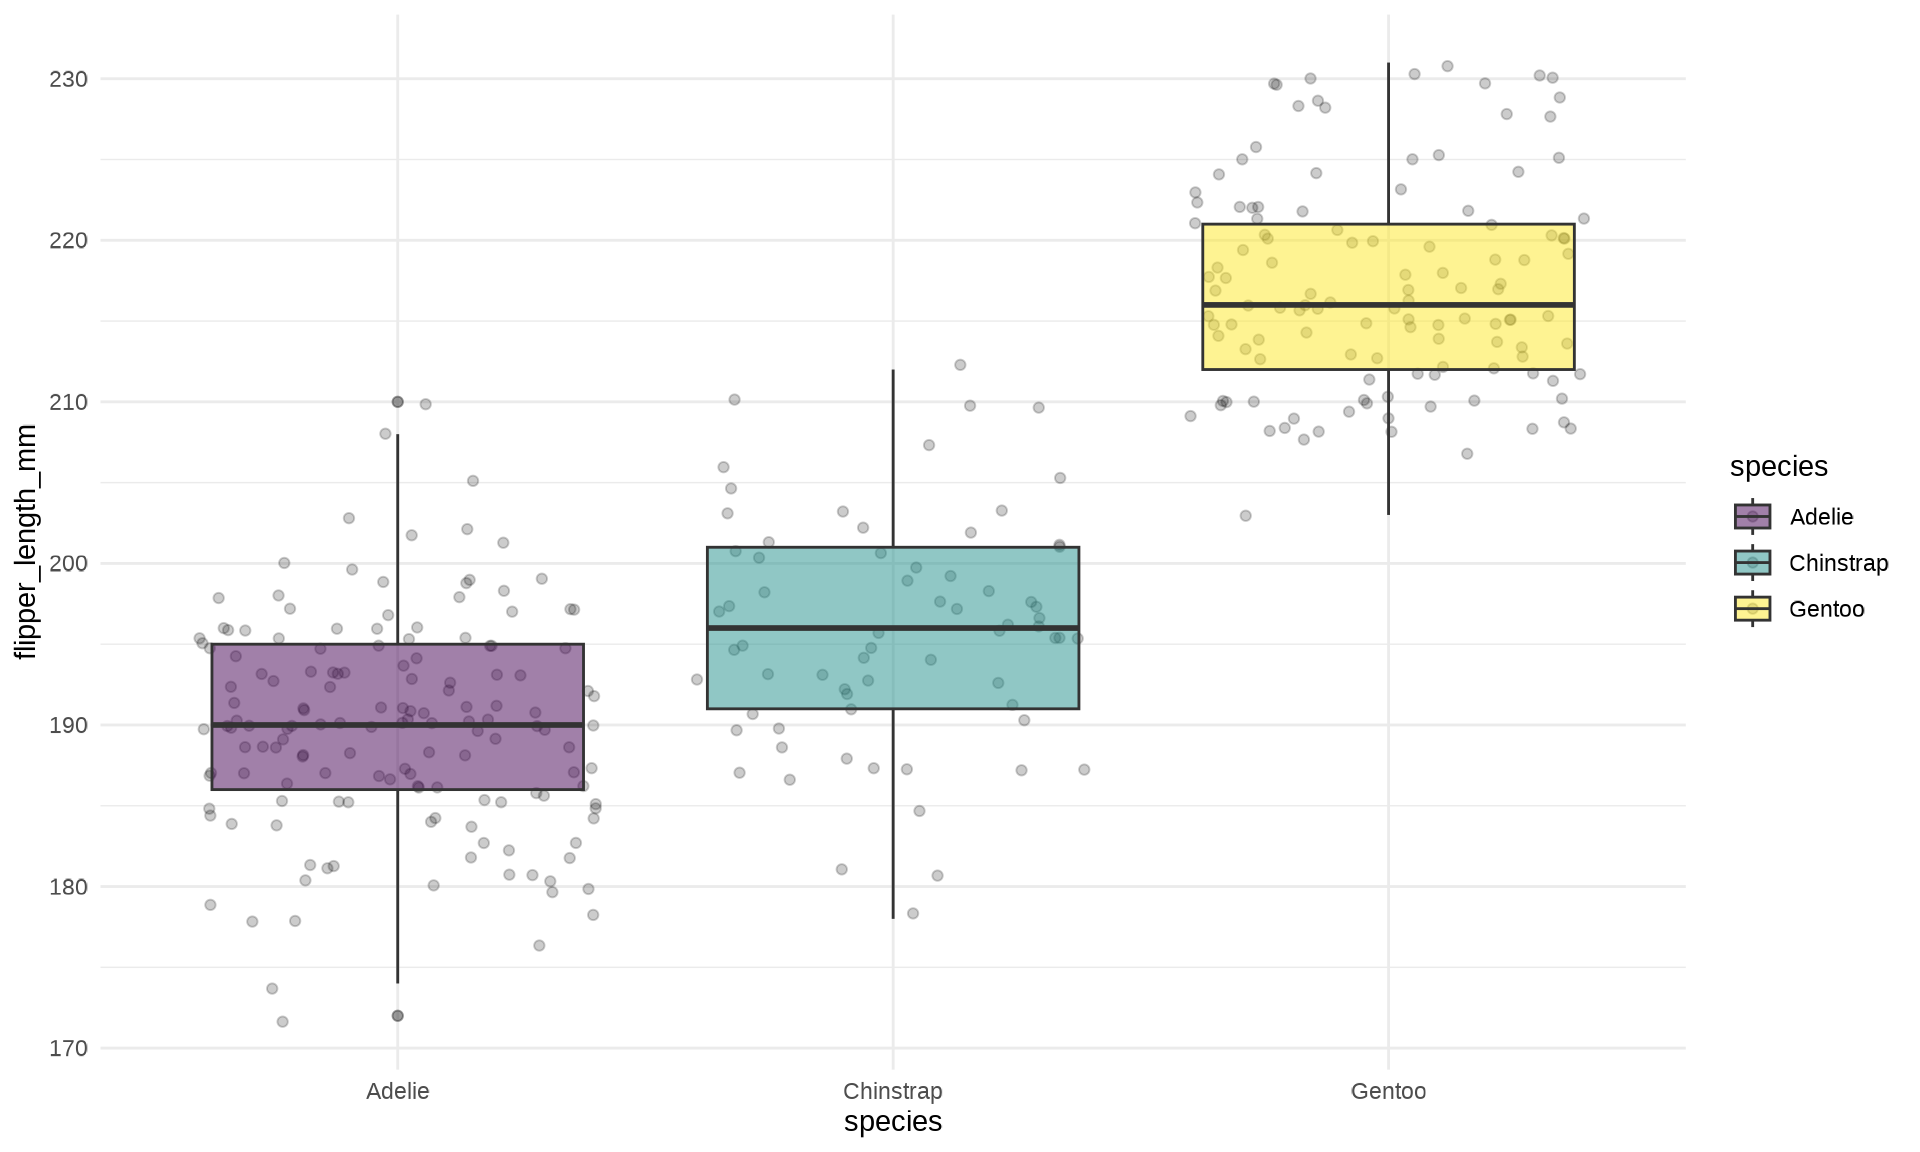 230
220
210
200
190
180
170
flipper_length_mm
Adelie
Chinstrap
Gentoo
species
species
Adelie
Chinstrap
Gentoo